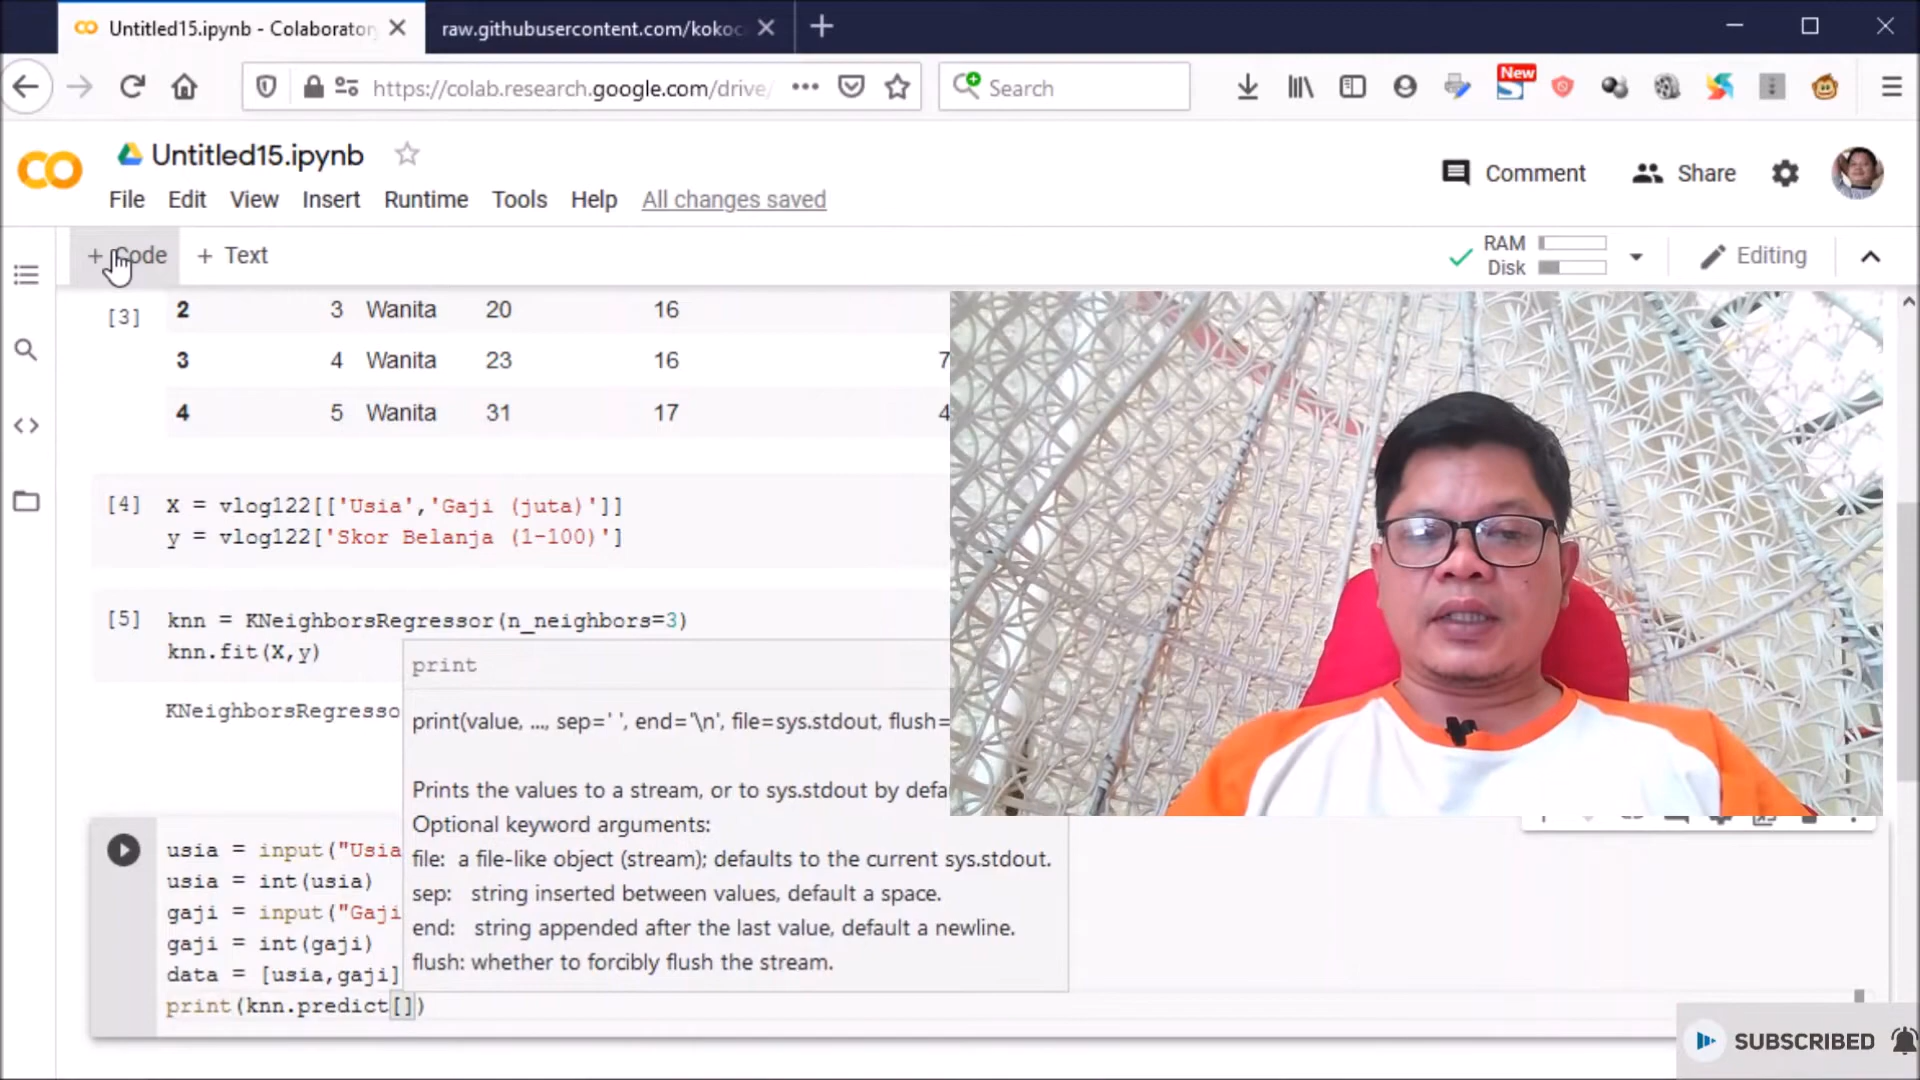 Untitled15.ipynb - Colaborator
raw.githubusercontent.com/kokoc
https://colab.research.google.com/drive/
Search
New
Untitled15.ipynb
Comment
Share
File Edit View Insert Runtime Tools Help All changes saved
+ Code + Text
RAM
Disk
Editing
[3]
2 3 Wanita 20 16
3 4 Wanita 23 16 7
4 5 Wanita 31 17 4
[4] X = vlog122[['Usia','Gaji (juta)']]
y = vlog122['Skor Belanja (1-100)']
[5] knn = KNeighborsRegressor(n_neighbors=3)
knn.fit(X,y)
KNeighborsRegresso
print
print(value, ..., sep=' ', end='\n', file=sys.stdout, flush=
Prints the values to a stream, or to sys.stdout by defa
Optional keyword arguments:
file: a file-like object (stream); defaults to the current sys.stdout.
sep: string inserted between values, default a space.
end: string appended after the last value, default a newline.
flush: whether to forcibly flush the stream.
usia = input("Usia
usia = int(usia)
gaji = input("Gaji
gaji = int(gaji)
data = [usia,gaji]
print(knn.predict[])
SUBSCRIBED